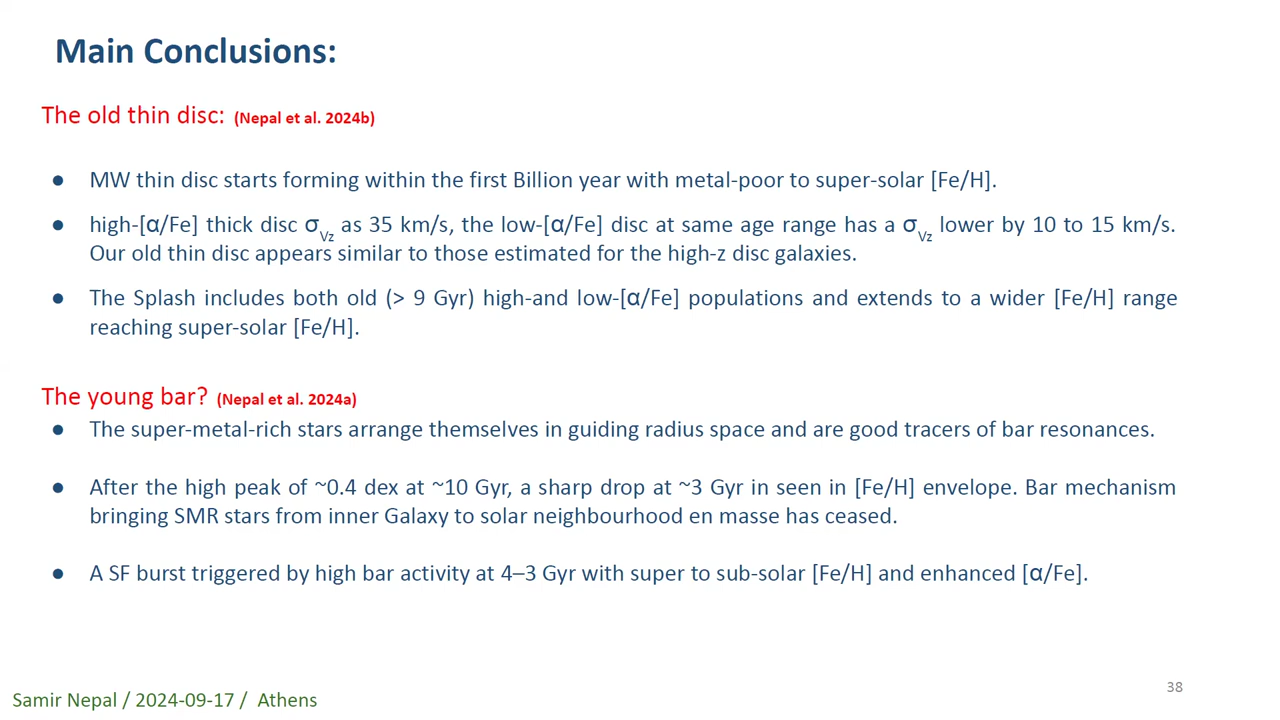 Main Conclusions:
The old thin disc: (Nepal et al. 2024b)
● MW thin disc starts forming within the first Billion year with metal-poor to super-solar [Fe/H].
● high-[α/Fe] thick disc σVz as 35 km/s, the low-[α/Fe] disc at same age range has a σVz lower by 10 to 15 km/s.
Our old thin disc appears similar to those estimated for the high-z disc galaxies.
● The Splash includes both old (> 9 Gyr) high-and low-[α/Fe] populations and extends to a wider [Fe/H] range
reaching super-solar [Fe/H].
The young bar? (Nepal et al. 2024a)
● The super-metal-rich stars arrange themselves in guiding radius space and are good tracers of bar resonances.
● After the high peak of ~0.4 dex at ~10 Gyr, a sharp drop at ~3 Gyr in seen in [Fe/H] envelope. Bar mechanism
bringing SMR stars from inner Galaxy to solar neighbourhood en masse has ceased.
● A SF burst triggered by high bar activity at 4–3 Gyr with super to sub-solar [Fe/H] and enhanced [α/Fe].
38
Samir Nepal / 2024-09-17 / Athens